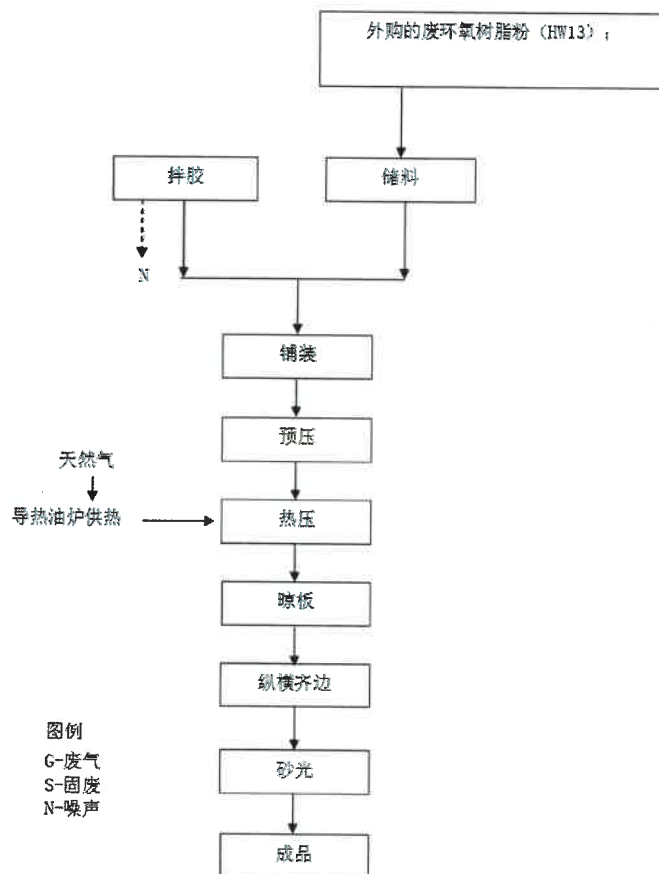 外购的废环氧树脂粉（HW13）；
拌胶
储料
N
铺装
预压
天然气
导热油炉供热
热压
晾板
纵横齐边
图例
G-废气
S-固废
N-噪声
砂光
成品